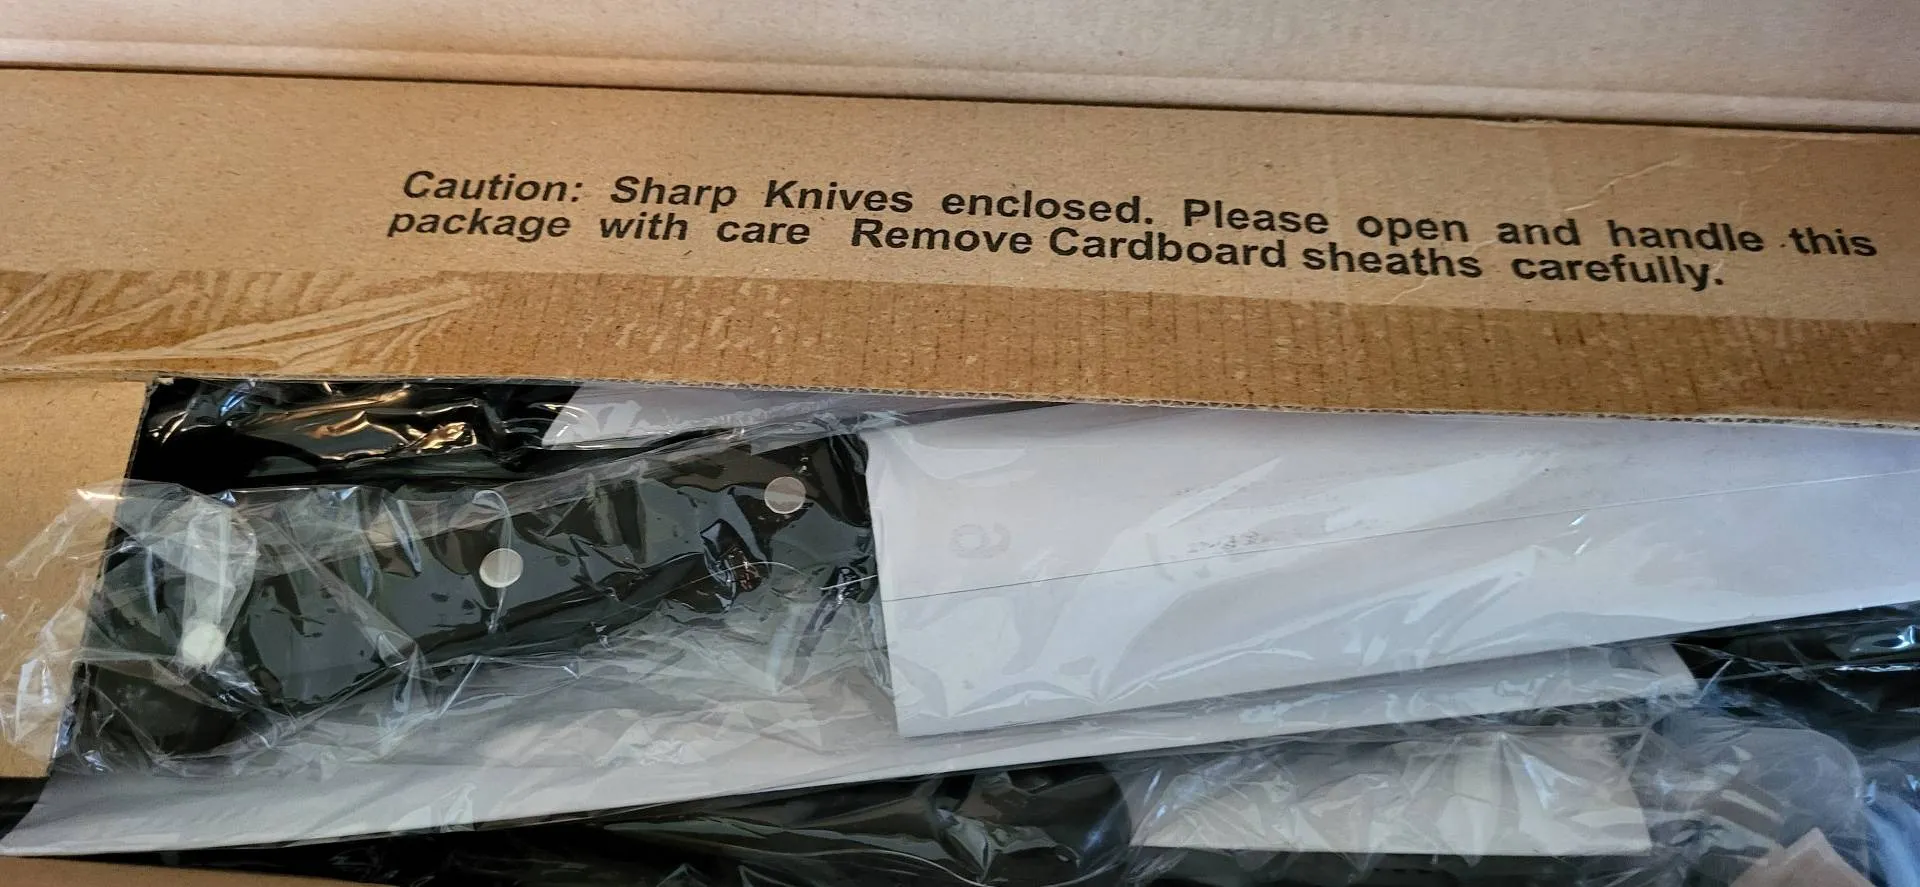 Caution: Sharp Knives enclosed. Please open and handle this
package with care Remove Cardboard sheaths carefully.